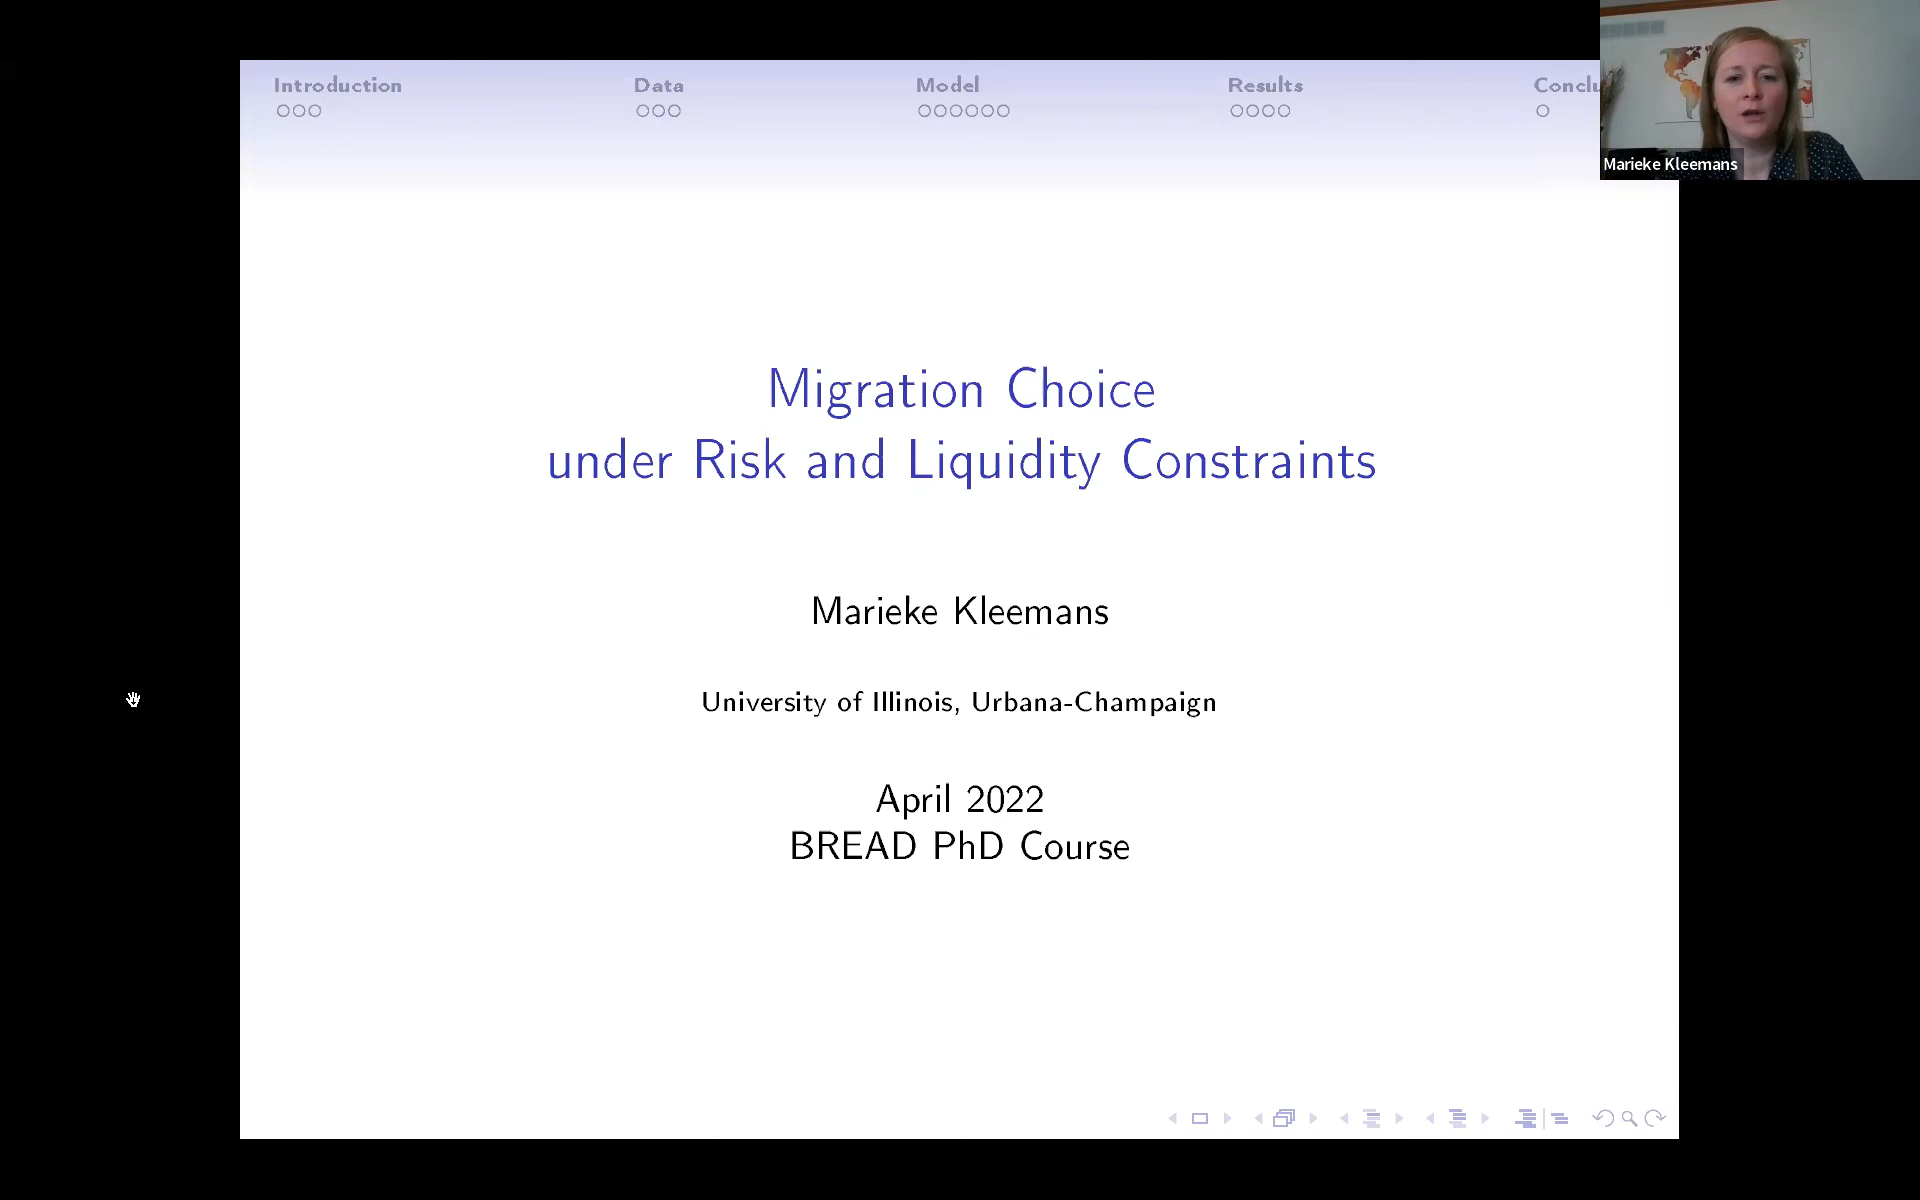 Introduction
Data
Model
Results
Conclu
Marieke Kleemans
Migration Choice
under Risk and Liquidity Constraints
Marieke Kleemans
University of Illinois, Urbana-Champaign
April 2022
BREAD PhD Course